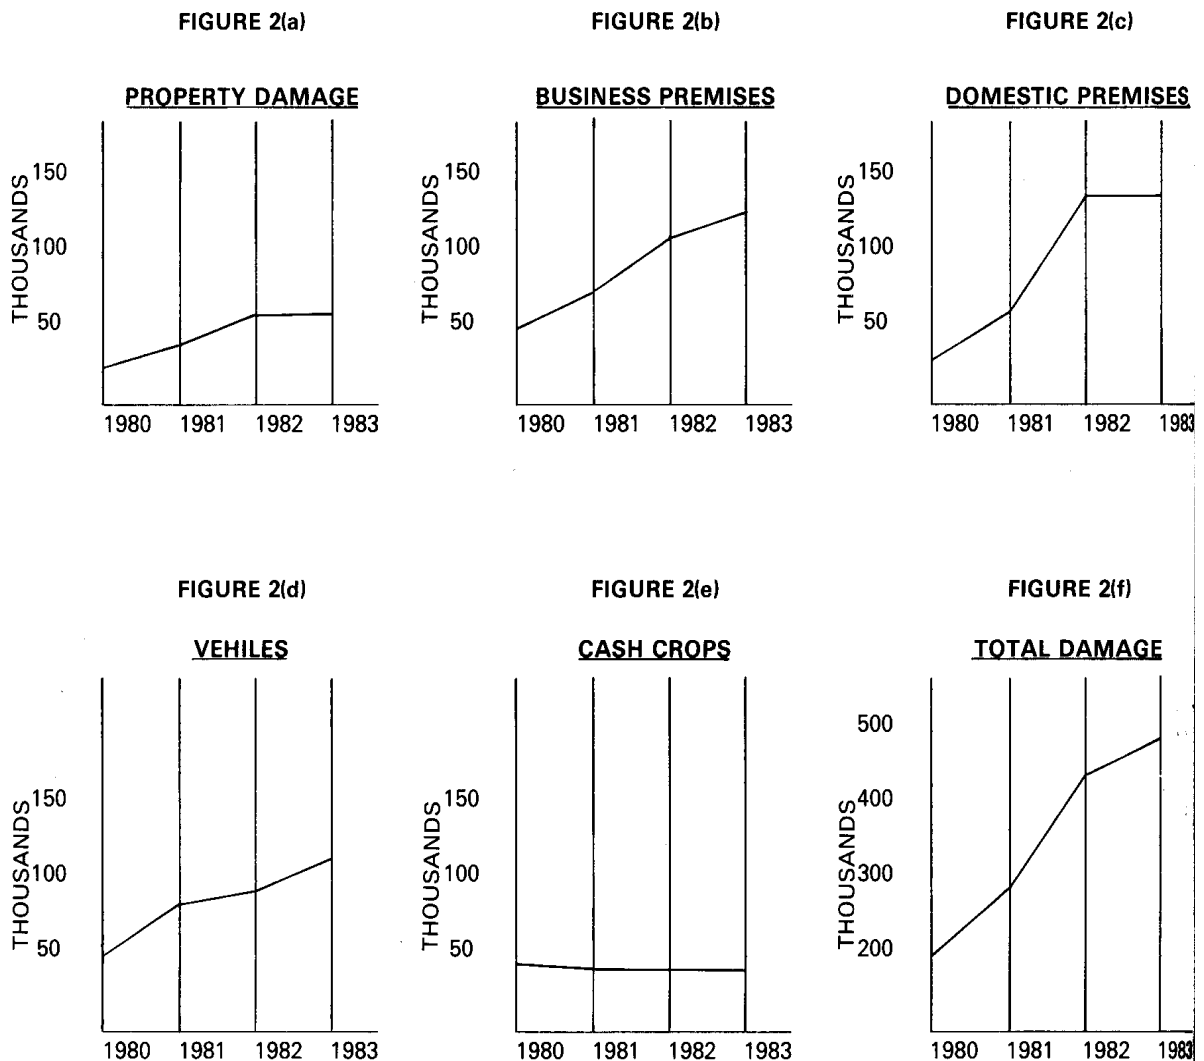 FIGURE 2(a)
PROPERTY DAMAGE
THOUSANDS
150
100
50
1980 1981 1982 1983
FIGURE 2(b)
BUSINESS PREMISES
THOUSANDS
150
100
50
1980 1981 1982 1983
FIGURE 2(c)
DOMESTIC PREMISES
THOUSANDS
150
100
50
1980 1981 1982 1983
FIGURE 2(d)
VEHILES
THOUSANDS
150
100
50
1980 1981 1982 1983
FIGURE 2(e)
CASH CROPS
THOUSANDS
150
100
50
1980 1981 1982 1983
FIGURE 2(f)
TOTAL DAMAGE
THOUSANDS
500
400
300
200
1980 1981 1982 1983